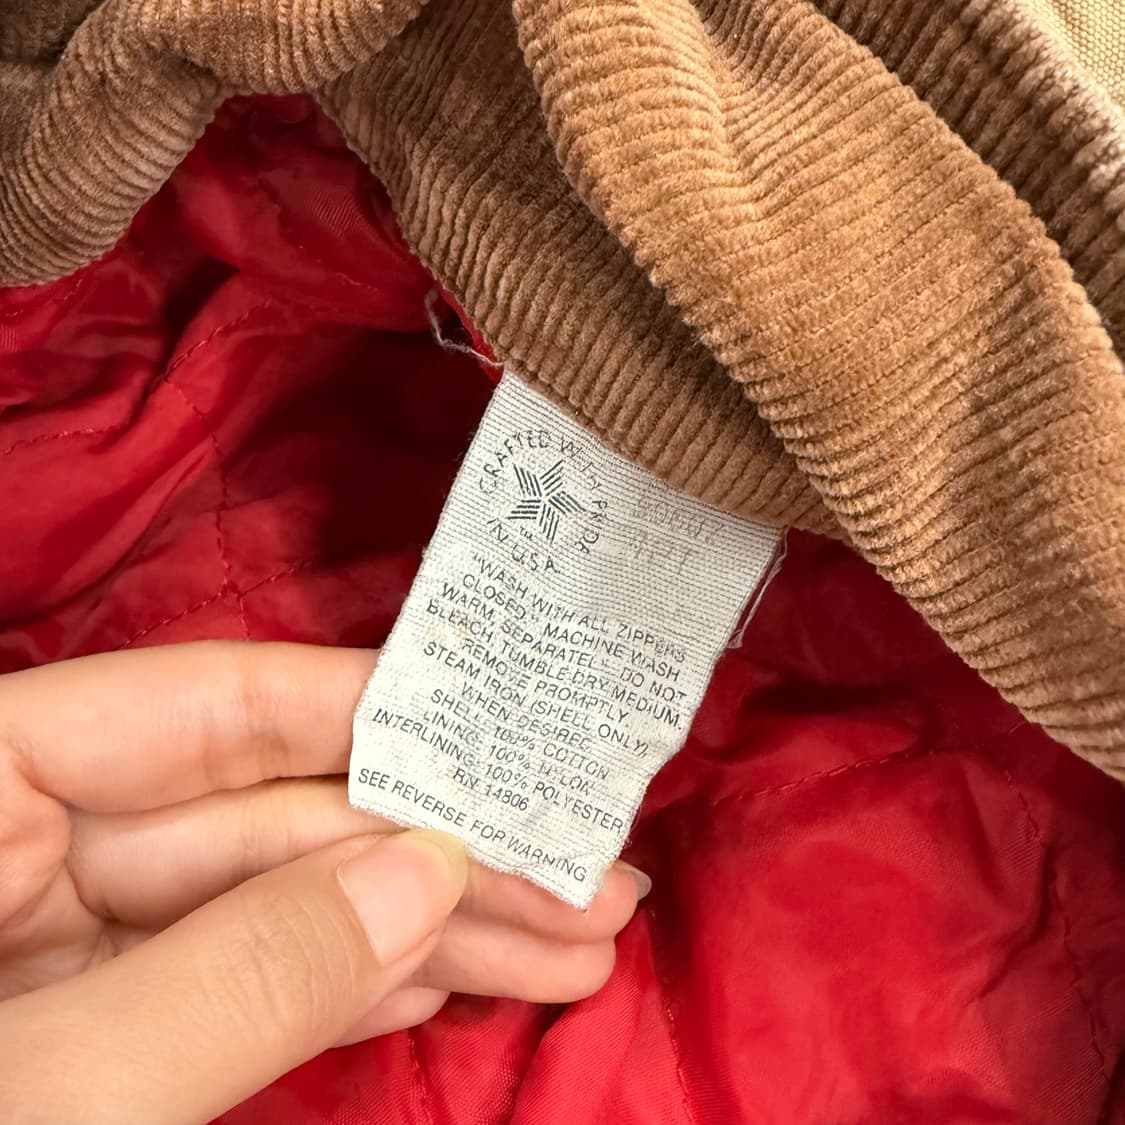 CRAFTED WITH PRIDE
IN U.S.A.
"WASH WITH ALL ZIPPERS
CLOSED" MACHINE WASH
WARM, SEPARATELY DO NOT
BLEACH, TUMBLE DRY MEDIUM,
REMOVE PROMPTLY
STEAM IRON (SHELL ONLY)
WHEN DESIRED
SHELL: 100% COTTON
LINING: 100% NYLON
INTERLINING: 100% POLYESTER
RN 14806
SEE REVERSE FOR WARNING